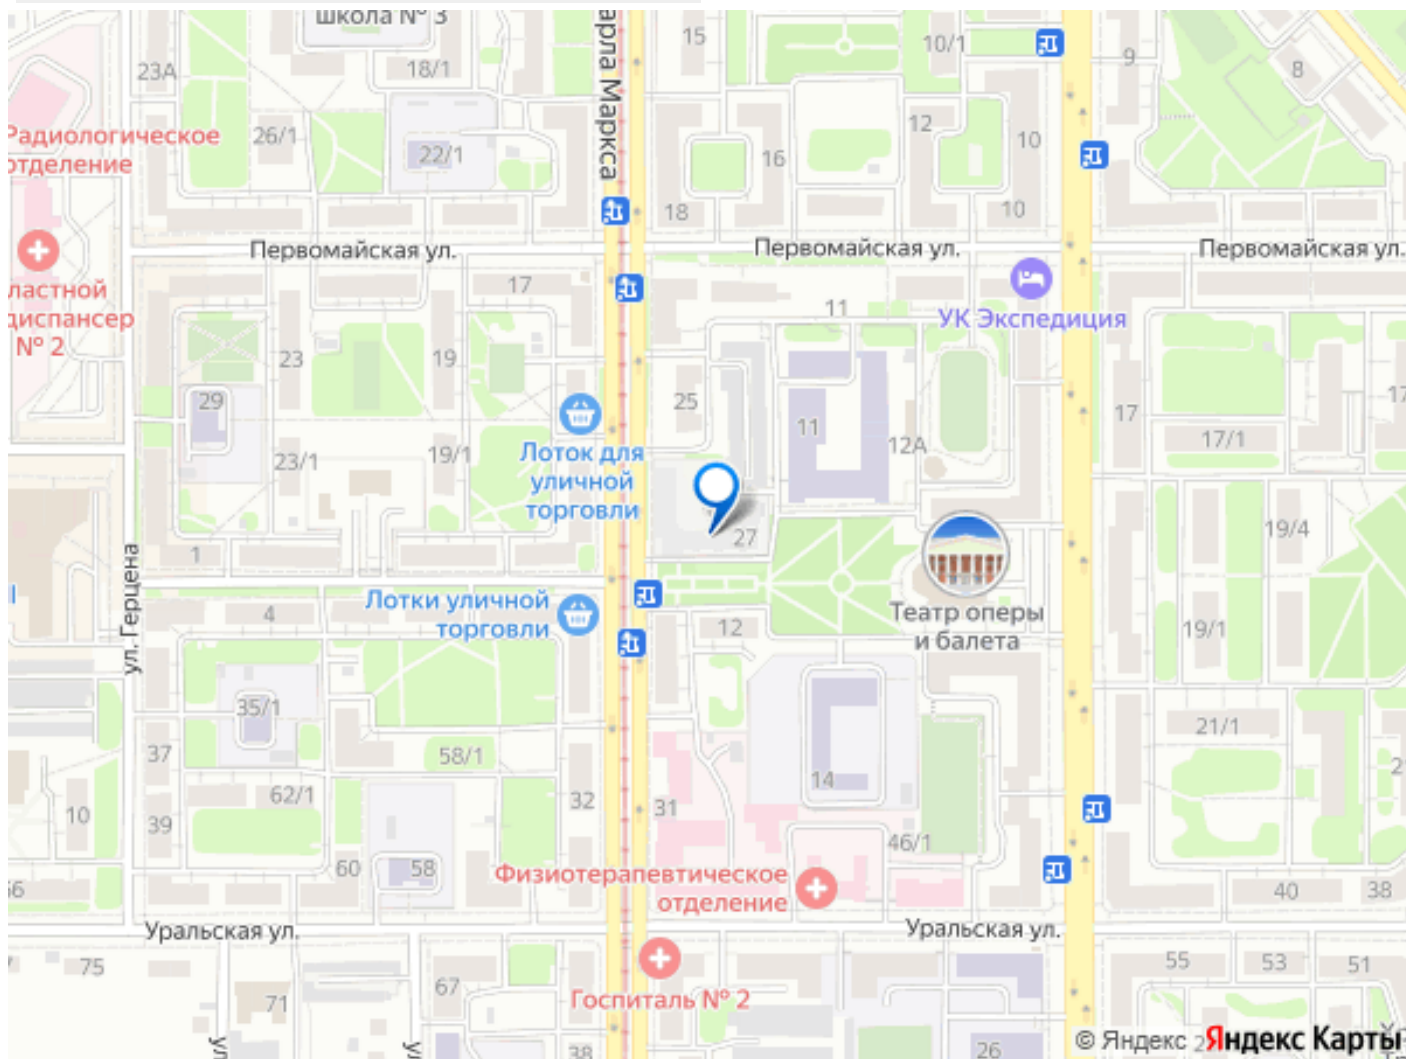 школа № 3
арла Маркса
15
10/1
9
8
23А
18/1
Радиологическое
отделение
26/1
22/1
12
10
16
18
10
Первомайская ул.
Первомайская ул.
Первомайская ул.
ластной
диспансер
№ 2
17
11
УК Экспедиция
23
19
29
25
11
12А
17
17/1
17
23/1
19/1
Лоток для
уличной
торговли
27
19/4
1
ул. Герцена
Театр оперы
и балета
4
Лотки уличной
торговли
12
19/1
35/1
21/1
2
37
58/1
14
62/1
32
31
10
39
46/1
60
58
Физиотерапевтическое
отделение
40
38
66
Уральская ул.
Уральская ул.
75
67
55
53
51
71
Госпиталь № 2
38
26
ул
у
© Яндекс 2
Яндекс Карты